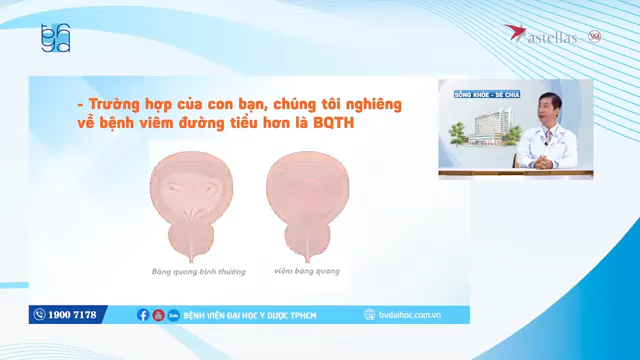 astellas
SỐNG KHỎE - SẺ CHIA
- Trường hợp của con bạn, chúng tôi nghiêng
về bệnh viêm đường tiểu hơn là BQTH
Bàng quang bình thường
viêm bàng quang
1900 7178
Zalo
BỆNH VIỆN ĐẠI HỌC Y DƯỢC TPHCM
bvdaihoc.com.vn